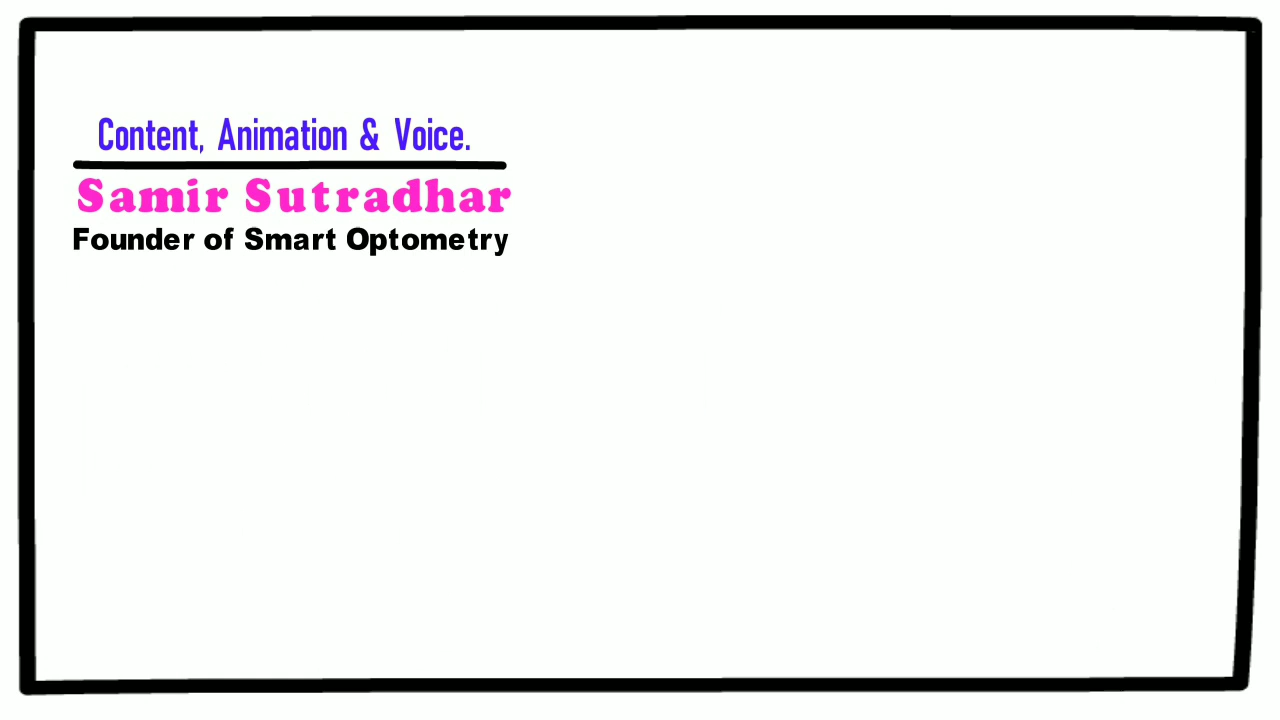 Content, Animation & Voice.
Samir Sutradhar
Founder of Smart Optometry